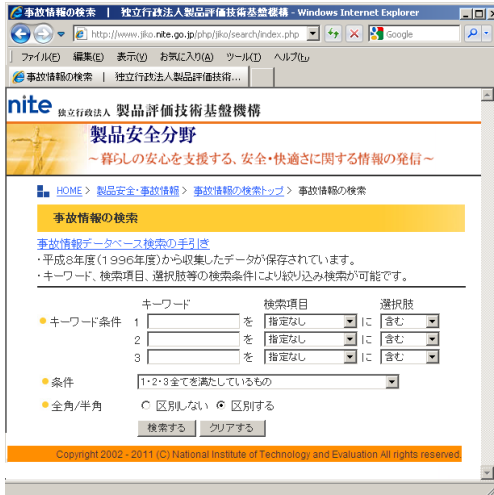 事故情報の検索 | 独立行政法人製品評価技術基盤機構 - Windows Internet Explorer
http://www.jiko.nite.go.jp/php/jiko/search/index.php
Google
ファイル(F) 編集(E) 表示(V) お気に入り(A) ツール(T) ヘルプ(H)
事故情報の検索 | 独立行政法人製品評価技術...
nite 独立行政法人 製品評価技術基盤機構
製品安全分野
～暮らしの安心を支援する、安全・快適さに関する情報の発信～
HOME > 製品安全・事故情報 > 事故情報の検索トップ > 事故情報の検索
事故情報の検索
事故情報データベース検索の手引き
・平成8年度(1996年度)から収集したデータが保存されています。
・キーワード、検索項目、選択肢等の検索条件により絞り込み検索が可能です。
キーワード 検索項目 選択肢
キーワード条件 1 を 指定なし に 含む
2 を 指定なし に 含む
3 を 指定なし に 含む
条件 1・2・3全てを満たしているもの
全角/半角 区別しない 区別する
検索する クリアする
Copyright 2002 - 2011 (C) National Institute of Technology and Evaluation All rights reserved.